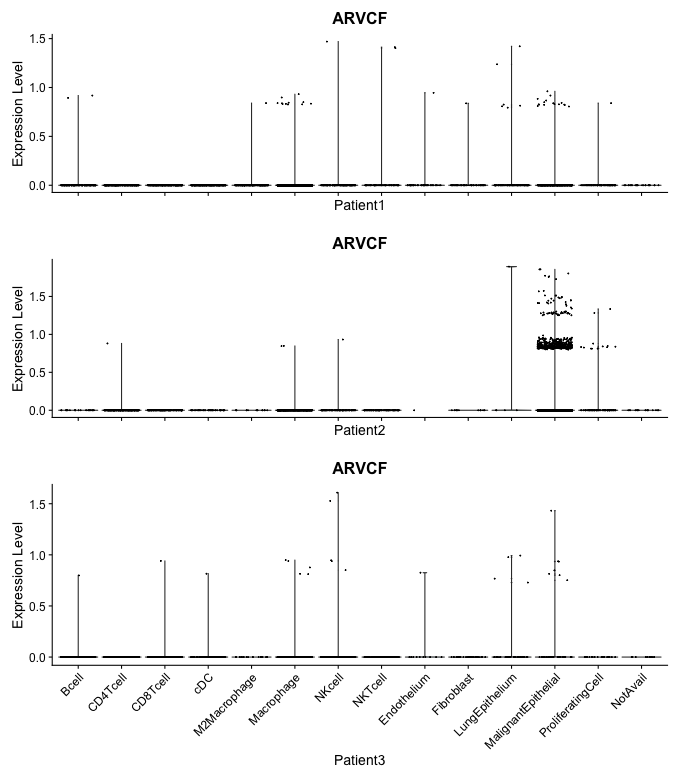 ARVCF
Expression Level
1.5
1.0
0.5
0.0
Patient1
ARVCF
Expression Level
1.5
1.0
0.5
0.0
Patient2
ARVCF
Expression Level
1.5
1.0
0.5
0.0
Bcell
CD4Tcell
CD8Tcell
cDC
M2Macrophage
Macrophage
NKcell
NKTcell
Endothelium
Fibroblast
LungEpithelium
MalignantEpithelial
ProliferatingCell
NotAvail
Patient3